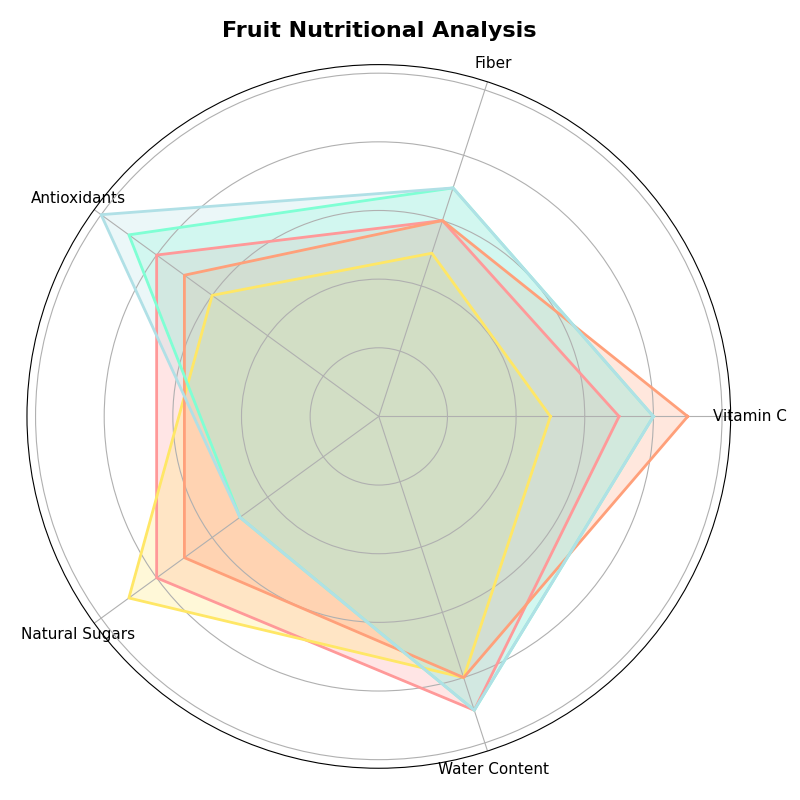 Fruit Nutritional Analysis
Fiber
Antioxidants
Vitamin C
Natural Sugars
Water Content